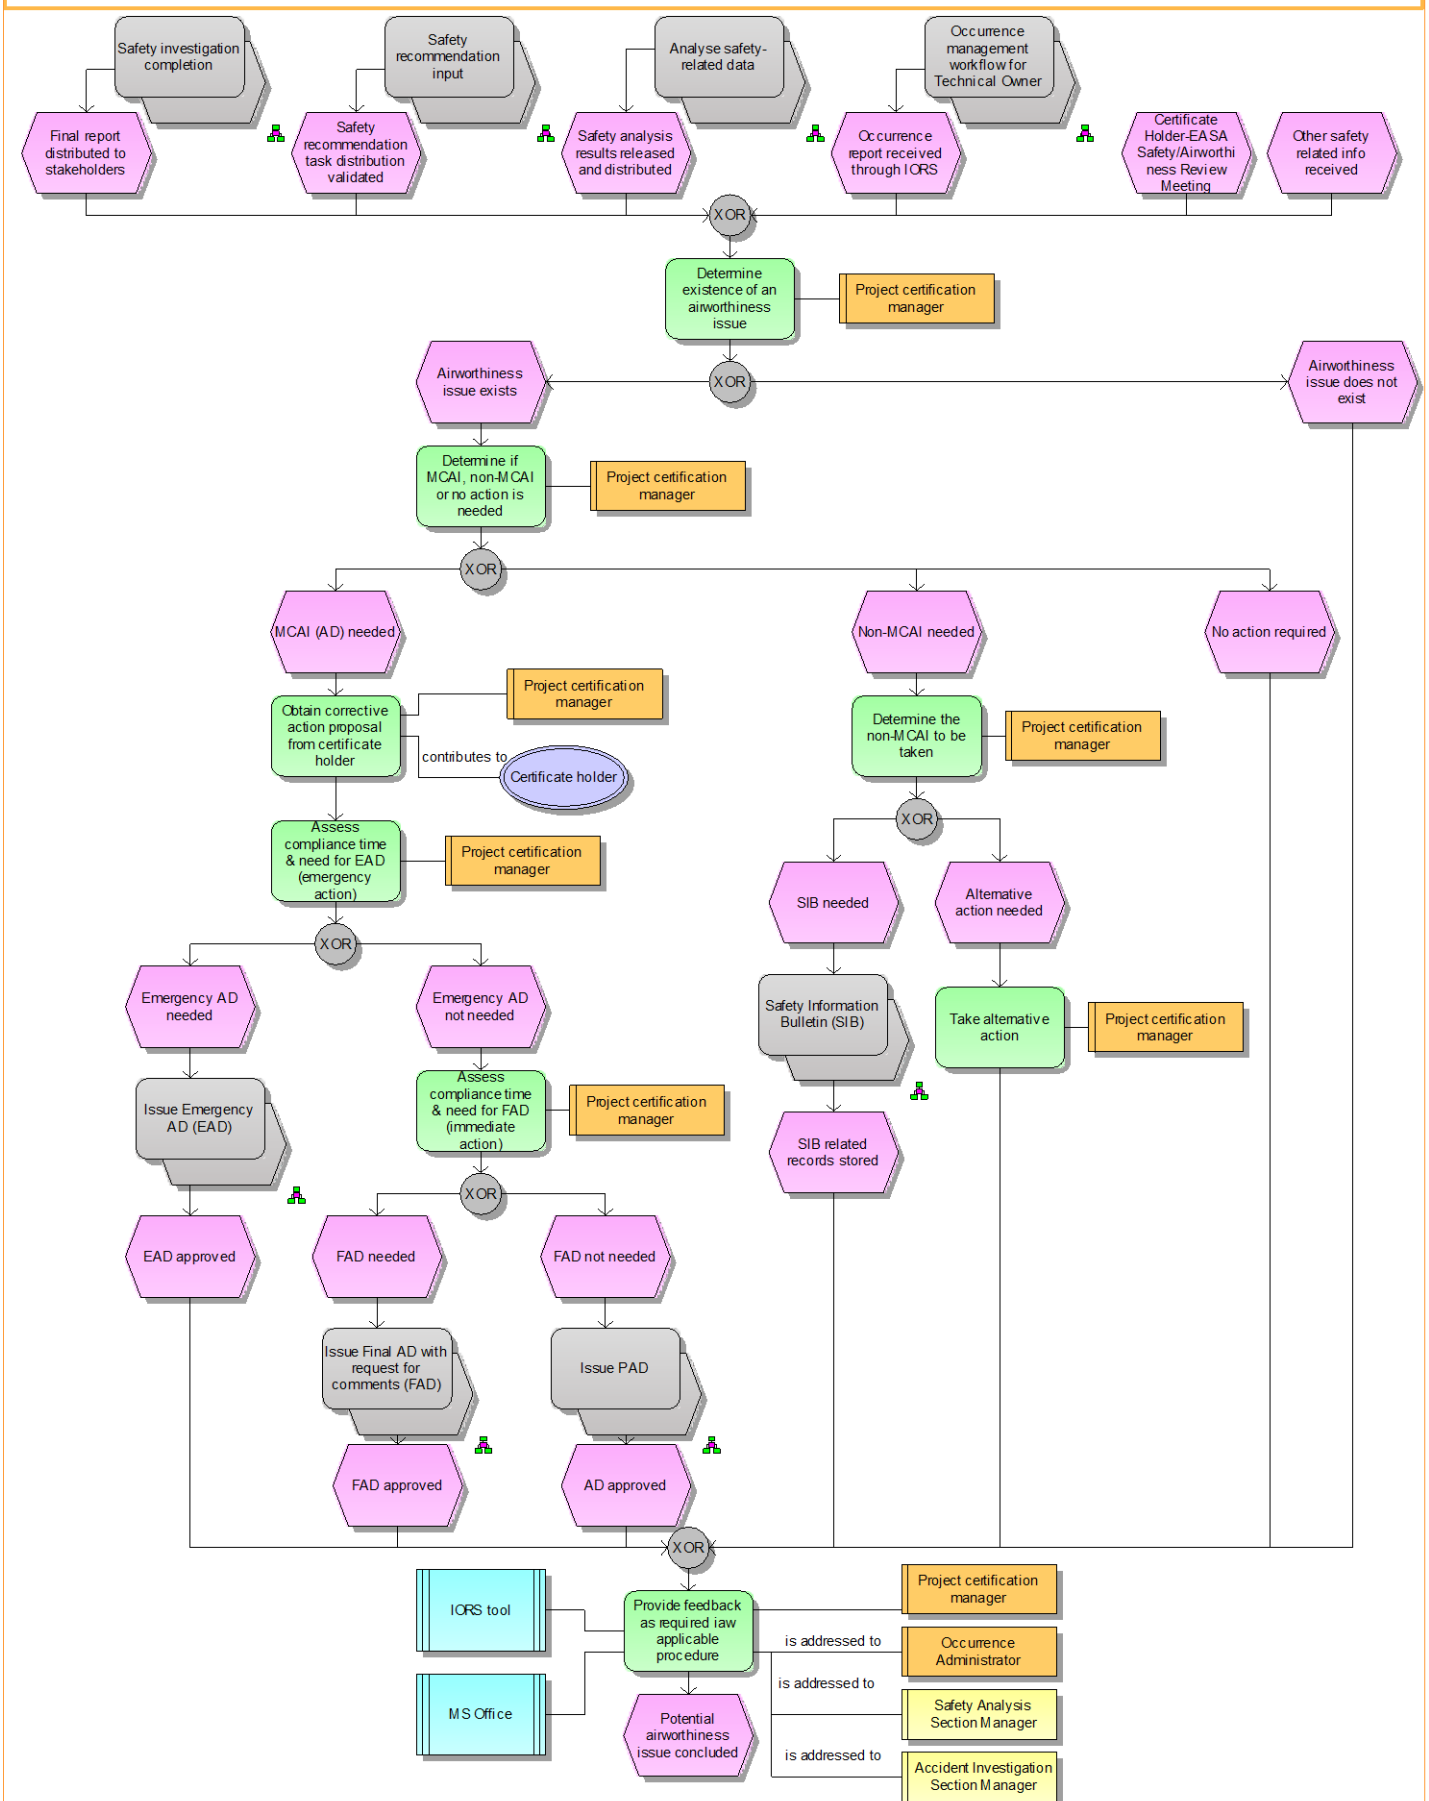 Safety investigation
completion
Safety
recommendation
input
Analyse safety-
related data
Occurrence
management
workflow for
Technical Owner
Final report
distributed to
stakeholders
Safety
recommendation
task distribution
validated
Safety analysis
results released
and distributed
Occurrence
report received
through IORS
Certificate
Holder-EASA
Safety/Airworthi
ness Review
Meeting
Other safety
related info
received
XOR
Determine
existence of an
airworthiness
issue
Project certification
manager
Airworthiness
issue exists
XOR
Airworthiness
issue does not
exist
Determine if
MCAI, non-MCAI
or no action is
needed
Project certification
manager
XOR
MCAI (AD) needed
Non-MCAI needed
No action required
Obtain corrective
action proposal
from certificate
holder
Project certification
manager
contributes to
Certificate holder
Determine the
non-MCAI to be
taken
Project certification
manager
Assess
compliance time
& need for EAD
(emergency
action)
Project certification
manager
XOR
XOR
SIB needed
Alternative
action needed
Emergency AD
needed
Emergency AD
not needed
Safety Information
Bulletin (SIB)
Take alternative
action
Project certification
manager
Issue Emergency
AD (EAD)
Assess
compliance time
& need for FAD
(immediate
action)
Project certification
manager
SIB related
records stored
XOR
EAD approved
FAD needed
FAD not needed
Issue Final AD with
request for
comments (FAD)
Issue PAD
FAD approved
AD approved
XOR
IORS tool
MS Office
Provide feedback
as required iaw
applicable
procedure
Project certification
manager
is addressed to
Occurrence
Administrator
is addressed to
Safety Analysis
Section Manager
is addressed to
Accident Investigation
Section Manager
Potential
airworthiness
issue concluded